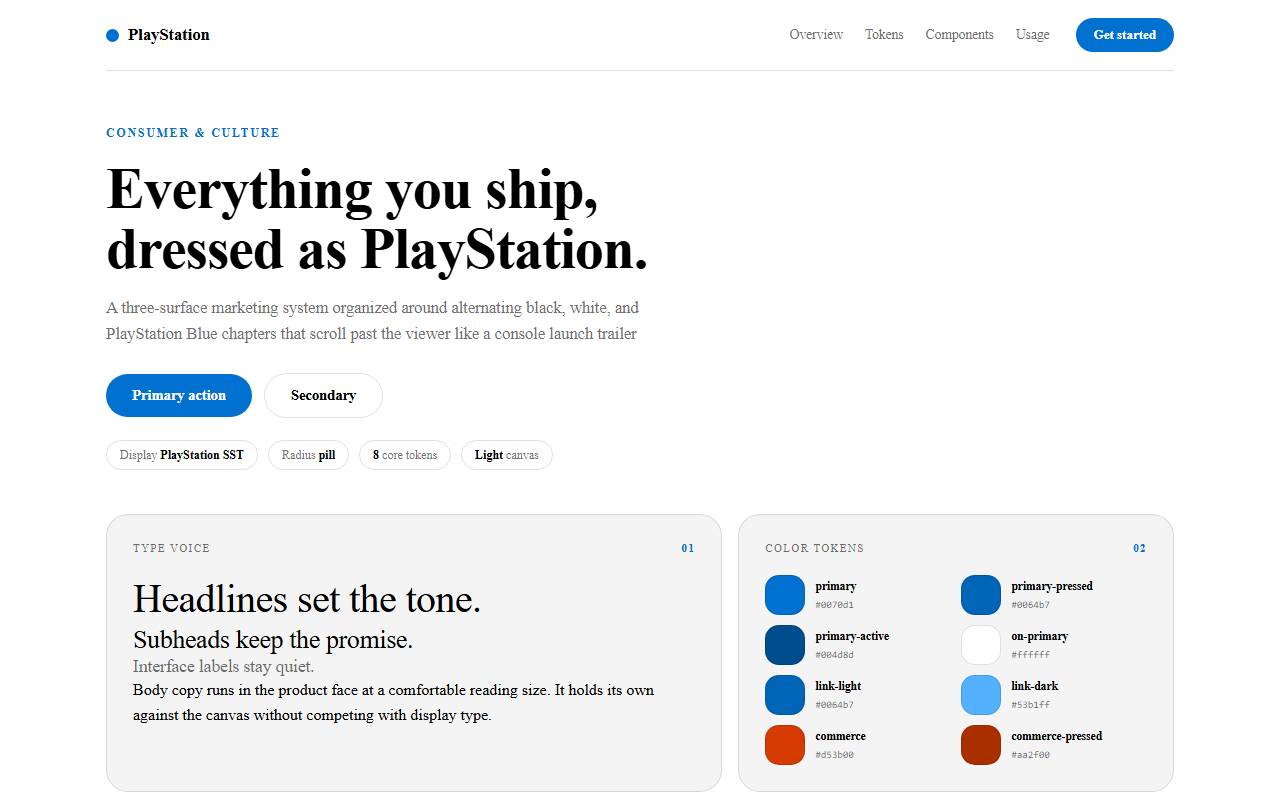 PlayStation
Overview Tokens Components Usage Get started
CONSUMER & CULTURE
Everything you ship,
dressed as PlayStation.
A three-surface marketing system organized around alternating black, white, and
PlayStation Blue chapters that scroll past the viewer like a console launch trailer
Primary action Secondary
Display PlayStation SST Radius pill 8 core tokens Light canvas
TYPE VOICE 01
Headlines set the tone.
Subheads keep the promise.
Interface labels stay quiet.
Body copy runs in the product face at a comfortable reading size. It holds its own
against the canvas without competing with display type.
COLOR TOKENS 02
primary
#0070d1
primary-pressed
#0064b7
primary-active
#004d8d
on-primary
#ffffff
link-light
#0064b7
link-dark
#53b1ff
commerce
#d53b00
commerce-pressed
#aa2f00